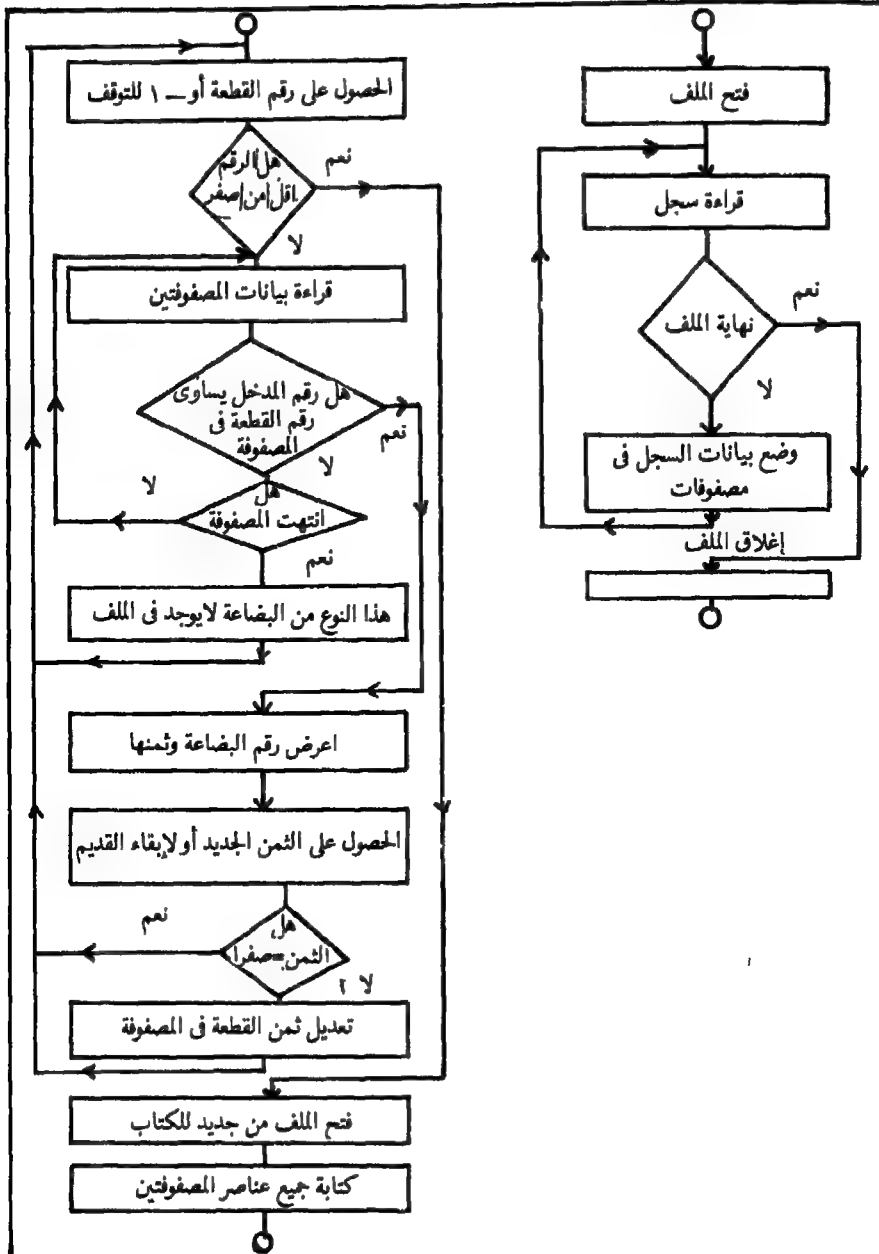 فتح الملف
قراءة سجل
نعم
نهاية الملف
لا
وضع بيانات السجل فى
مصفوفات
إغلاق الملف
الحصول على رقم القطعة أو ــ ١ للتوقف
نعم
هل الرقم
اقل من صفر
لا
قراءة بيانات المصفوفتين
هل رقم المدخل يساوى
رقم القطعة فى
المصفوفة
نعم
لا
لا
هل
انتهت المصفوفة
نعم
هذا النوع من البضاعة لايوجد فى الملف
اعرض رقم البضاعة وثمنها
الحصول على الثمن الجديد أو لإبقاء القديم
نعم
هل
الثمن=صفرا
لا ٢
تعديل ثمن القطعة فى المصفوفة
فتح الملف من جديد للكتاب
كتابة جميع عناصر المصفوفتين